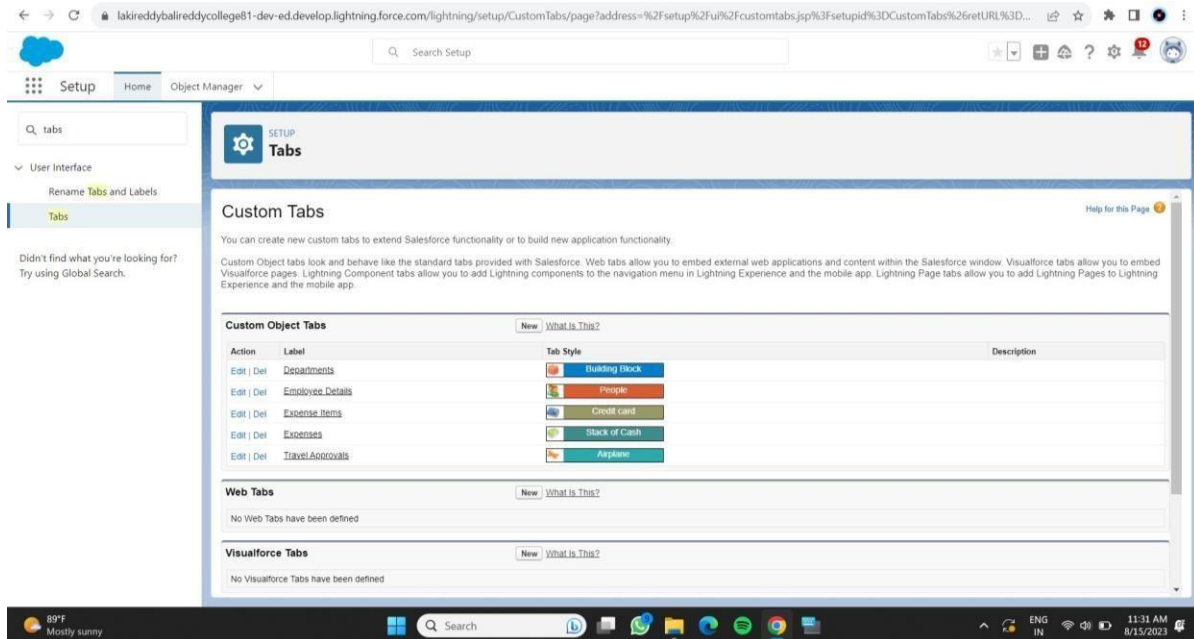 lakireddybalireddycollege81-dev-ed.develop.lightning.force.com/lightning/setup/CustomTabs/page?address=%2Fsetup%2Fui%2Fcustomtabs.jsp%3Fsetupid%3DCustomTabs%26retURL%3D...
Search Setup
12
Setup Home Object Manager
tabs
User Interface
Rename Tabs and Labels
Tabs
Didn't find what you're looking for?
Try using Global Search.
SETUP
Tabs
Custom Tabs
Help for this Page
You can create new custom tabs to extend Salesforce functionality or to build new application functionality.
Custom Object tabs look and behave like the standard tabs provided with Salesforce. Web tabs allow you to embed external web applications and content within the Salesforce window. Visualforce tabs allow you to embed
Visualforce pages. Lightning Component tabs allow you to add Lightning components to the navigation menu in Lightning Experience and the mobile app. Lightning Page tabs allow you to add Lightning Pages to Lightning
Experience and the mobile app.
Custom Object Tabs New What Is This?
Action Label Tab Style Description
Edit | Del Departments Building Block
Edit | Del Employee Details People
Edit | Del Expense Items Credit card
Edit | Del Expenses Stack of Cash
Edit | Del Travel Approvals Airplane
Web Tabs New What Is This?
No Web Tabs have been defined
Visualforce Tabs New What Is This?
No Visualforce Tabs have been defined
89°F
Mostly sunny
Search
ENG
IN
11:31 AM
8/15/2023